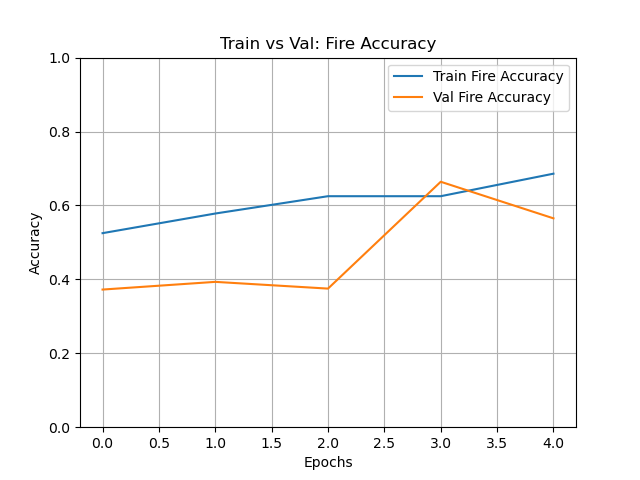 Train vs Val: Fire Accuracy
1.0
0.8
0.6
0.4
0.2
0.0
Accuracy
Train Fire Accuracy
Val Fire Accuracy
0.0 0.5 1.0 1.5 2.0 2.5 3.0 3.5 4.0
Epochs